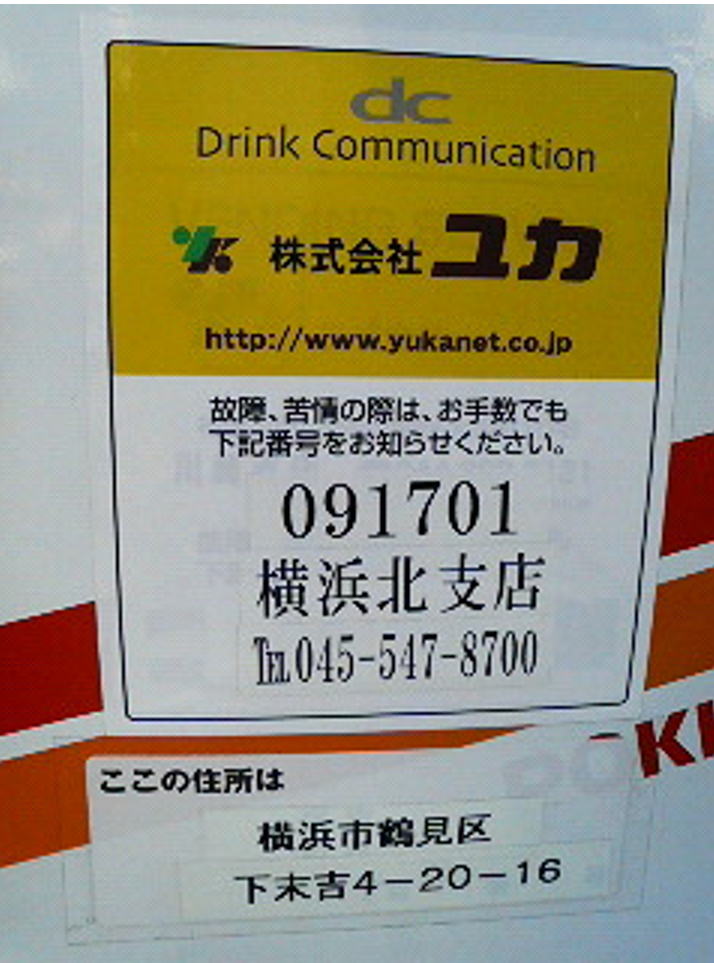 dc
Drink Communication
株式会社ユカ
http://www.yukanet.co.jp
故障、苦情の際は、お手数でも
下記番号をお知らせください。
091701
横浜北支店
℡045-547-8700
ここの住所は
横浜市鶴見区
下末吉4-20-16